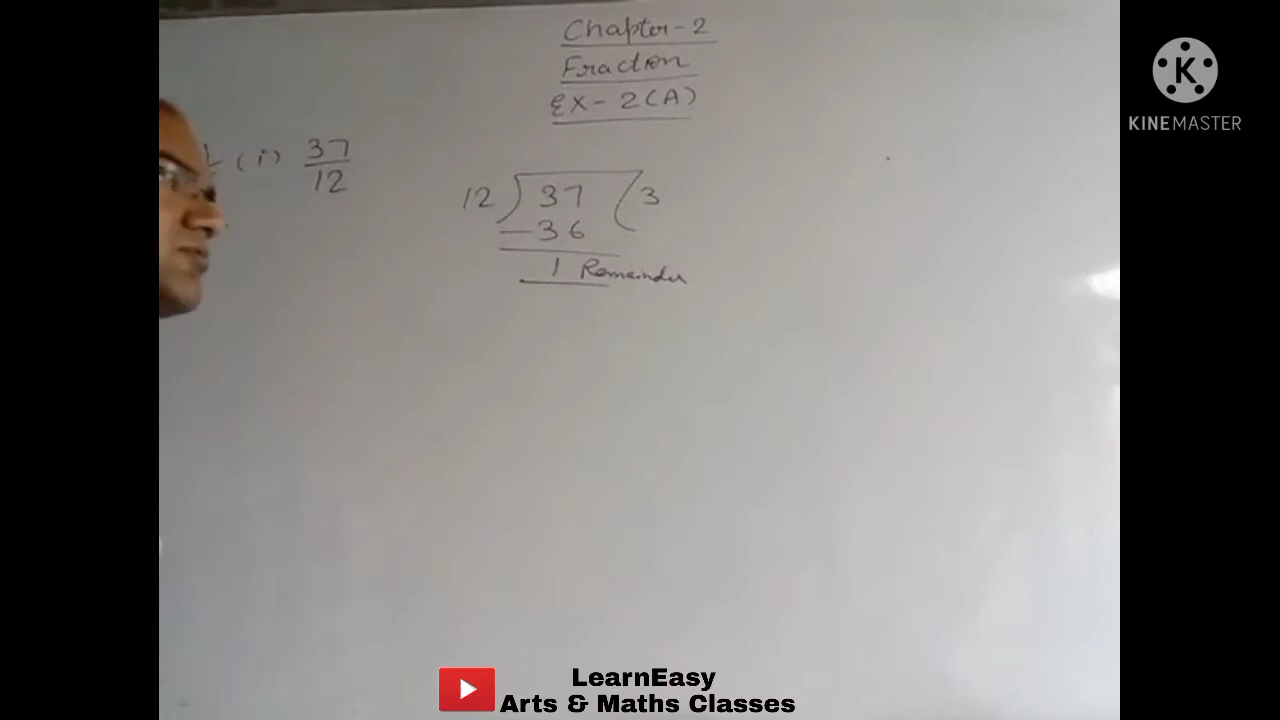 Chapter-2
Fraction
Ex-2(A)
(i) 37
12
12 ) 37 ( 3
-36
1 Remainder
K
KINEMASTER
LearnEasy
Arts & Maths Classes